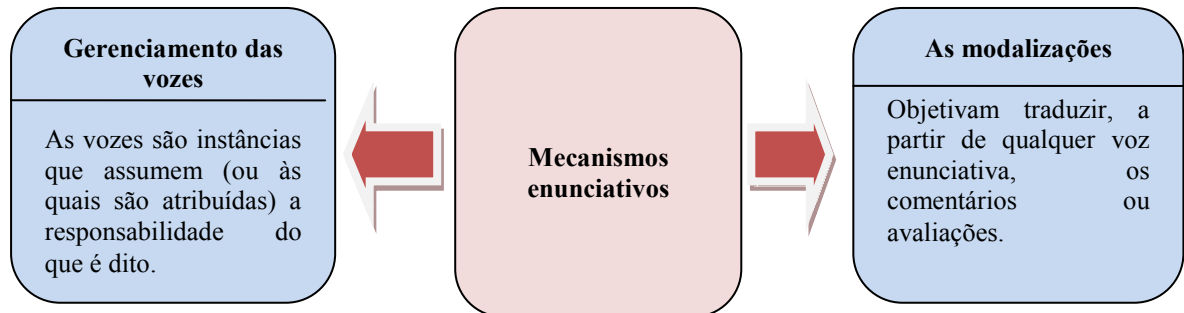 Gerenciamento das
vozes
As vozes são instâncias
que assumem (ou às
quais são atribuídas) a
responsabilidade do
que é dito.
Mecanismos
enunciativos
As modalizações
Objetivam traduzir, a
partir de qualquer voz
enunciativa, os
comentários ou
avaliações.